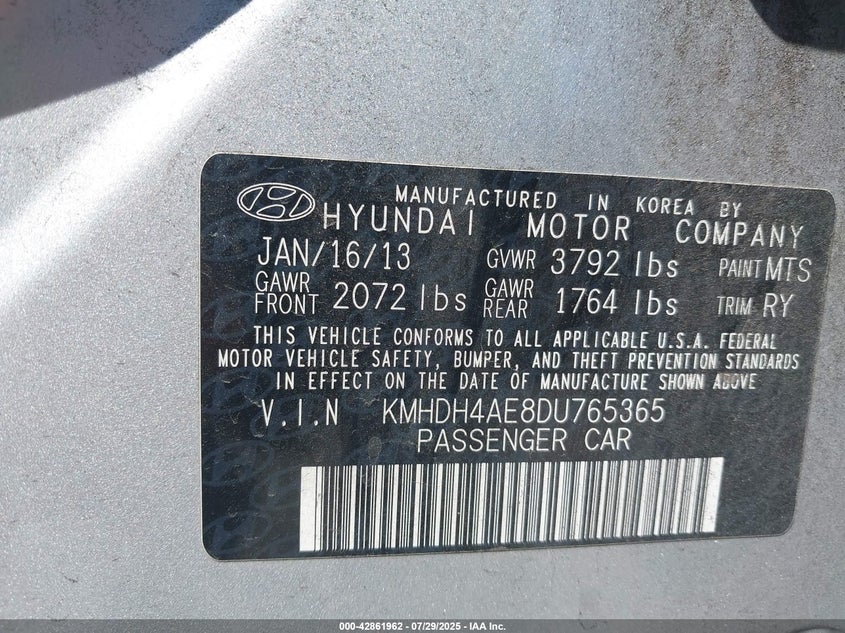 MANUFACTURED IN KOREA BY
HYUNDAI MOTOR COMPANY
JAN/16/13 GVWR 3792 lbs PAINT MTS
GAWR FRONT 2072 lbs GAWR REAR 1764 lbs TRIM RY
THIS VEHICLE CONFORMS TO ALL APPLICABLE U.S.A. FEDERAL
MOTOR VEHICLE SAFETY, BUMPER, AND THEFT PREVENTION STANDARDS
IN EFFECT ON THE DATE OF MANUFACTURE SHOWN ABOVE
V.I.N KMHDH4AE8DU765365
PASSENGER CAR
000-42861962 - 07/29/2025 - IAA Inc.